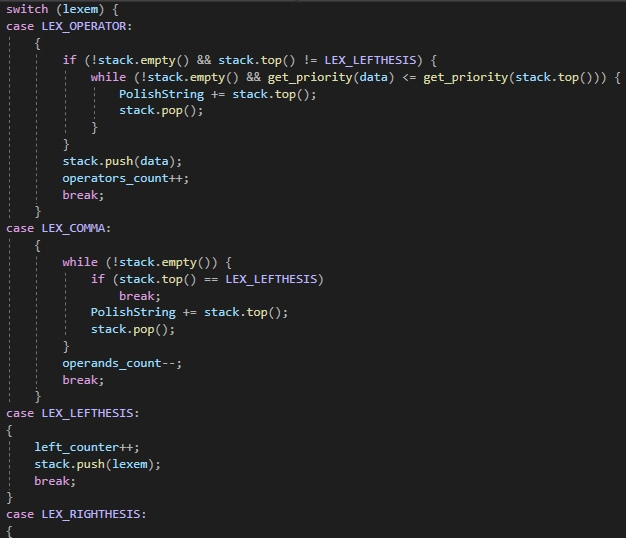 switch (lexem) {
case LEX_OPERATOR:
{
if (!stack.empty() && stack.top() != LEX_LEFTHESIS) {
while (!stack.empty() && get_priority(data) <= get_priority(stack.top())) {
PolishString += stack.top();
stack.pop();
}
}
stack.push(data);
operators_count++;
break;
}
case LEX_COMMA:
{
while (!stack.empty()) {
if (stack.top() == LEX_LEFTHESIS)
break;
PolishString += stack.top();
stack.pop();
}
operands_count--;
break;
}
case LEX_LEFTHESIS:
{
left_counter++;
stack.push(lexem);
break;
}
case LEX_RIGHTHESIS:
{